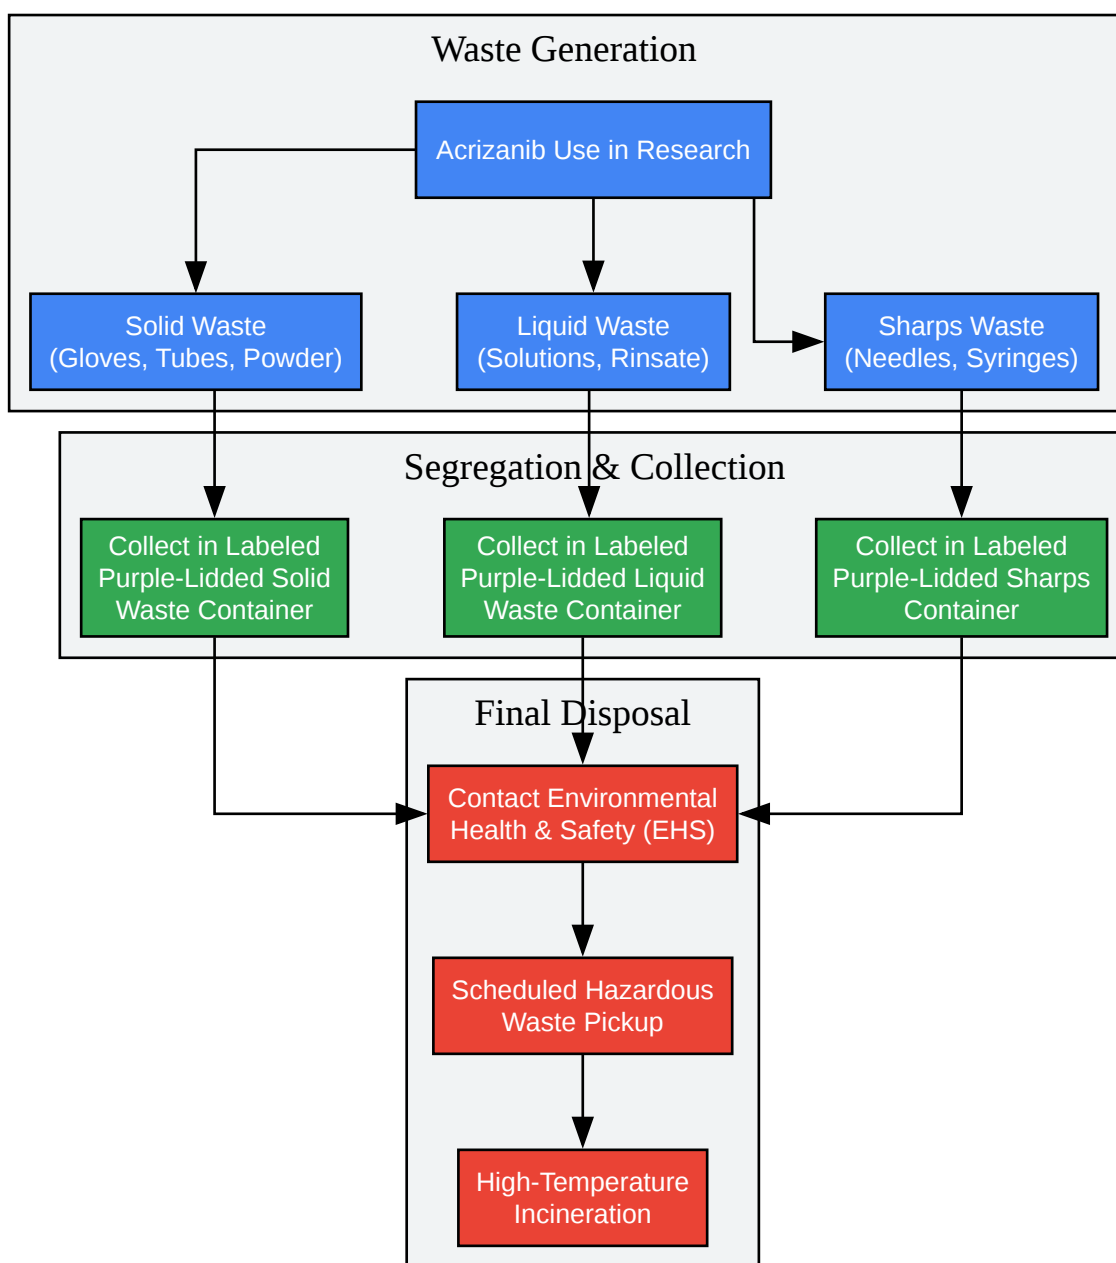 Waste Generation
Acrizanib Use in Research
Solid Waste
(Gloves, Tubes, Powder)
Liquid Waste
(Solutions, Rinsate)
Sharps Waste
(Needles, Syringes)
Segregation & Collection
Collect in Labeled
Purple-Lidded Solid
Waste Container
Collect in Labeled
Purple-Lidded Liquid
Waste Container
Collect in Labeled
Purple-Lidded Sharps
Container
Final Disposal
Contact Environmental
Health & Safety (EHS)
Scheduled Hazardous
Waste Pickup
High-Temperature
Incineration